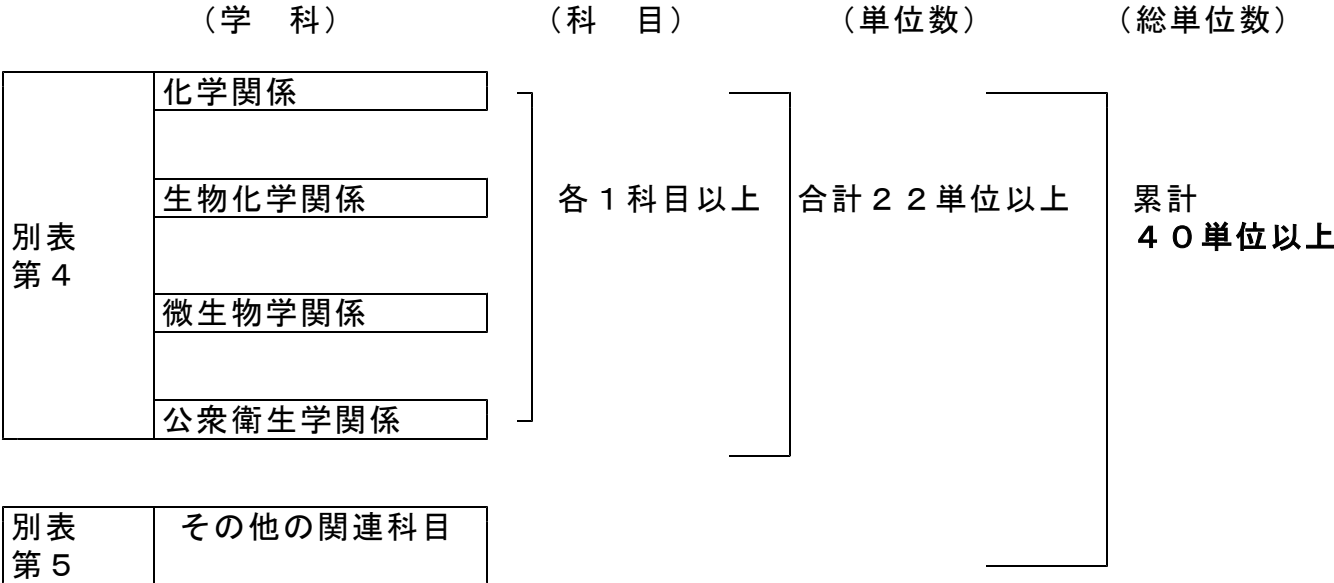 （学　科）　（科　目）　（単位数）　（総単位数）
化学関係
生物化学関係　各１科目以上　合計２２単位以上　累計
別表　４０単位以上
第４
微生物学関係
公衆衛生学関係
別表　その他の関連科目
第５